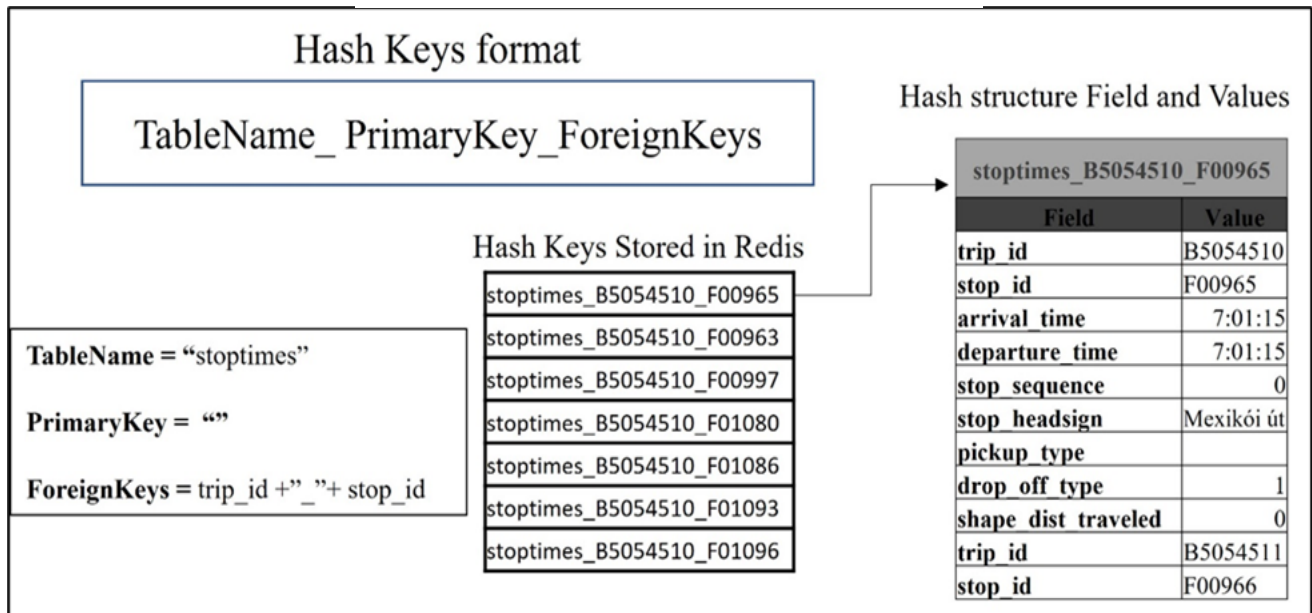 Hash Keys format
TableName_ PrimaryKey_ForeignKeys
Hash structure Field and Values
stoptimes_B5054510_F00965
Field Value
trip_id B5054510
stop_id F00965
arrival_time 7:01:15
departure_time 7:01:15
stop_sequence 0
stop_headsign Mexikói út
pickup_type
drop_off_type 1
shape_dist_traveled 0
trip_id B5054511
stop_id F00966
Hash Keys Stored in Redis
stoptimes_B5054510_F00965
stoptimes_B5054510_F00963
stoptimes_B5054510_F00997
stoptimes_B5054510_F01080
stoptimes_B5054510_F01086
stoptimes_B5054510_F01093
stoptimes_B5054510_F01096
TableName = “stoptimes”
PrimaryKey = “”
ForeignKeys = trip_id +”_”+ stop_id